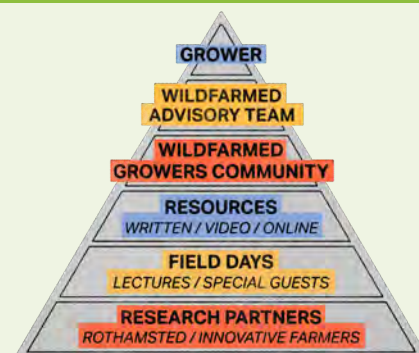 GROWER
WILDFARMED
ADVISORY TEAM
WILDFARMED
GROWERS COMMUNITY
RESOURCES
WRITTEN / VIDEO / ONLINE
FIELD DAYS
LECTURES / SPECIAL GUESTS
RESEARCH PARTNERS
ROTHAMSTED / INNOVATIVE FARMERS